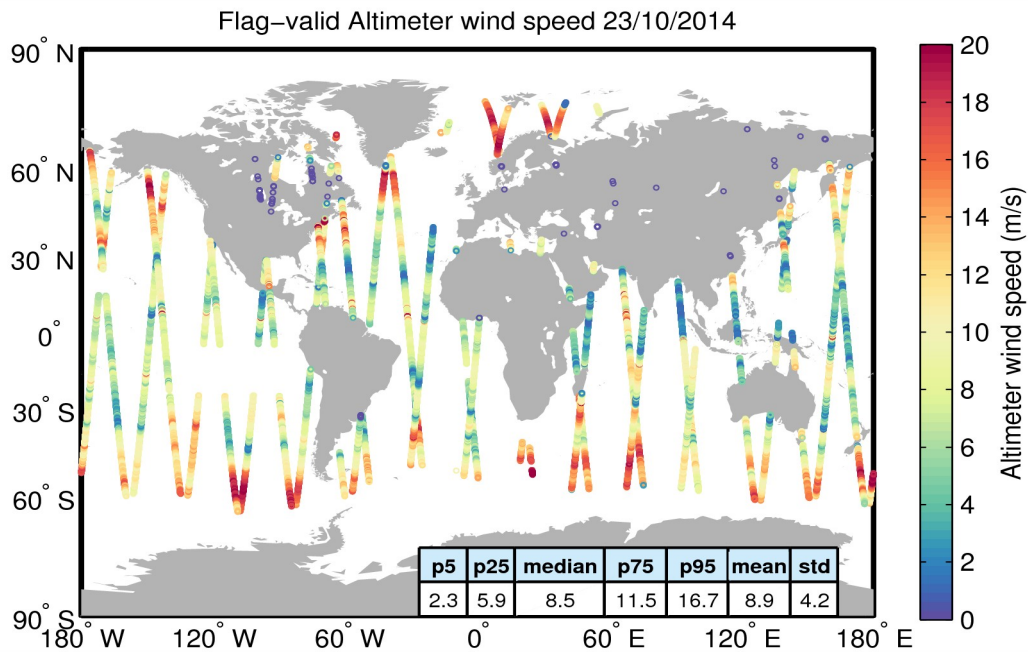 Flag−valid Altimeter wind speed 23/10/2014
90° N
60° N
30° N
0°
30° S
60° S
90° S
180° W
120° W
60° W
0°
60° E
120° E
180° E
p5 p25 median p75 p95 mean std
2.3 5.9 8.5 11.5 16.7 8.9 4.2
20
18
16
14
12
10
8
6
4
2
0
Altimeter wind speed (m/s)